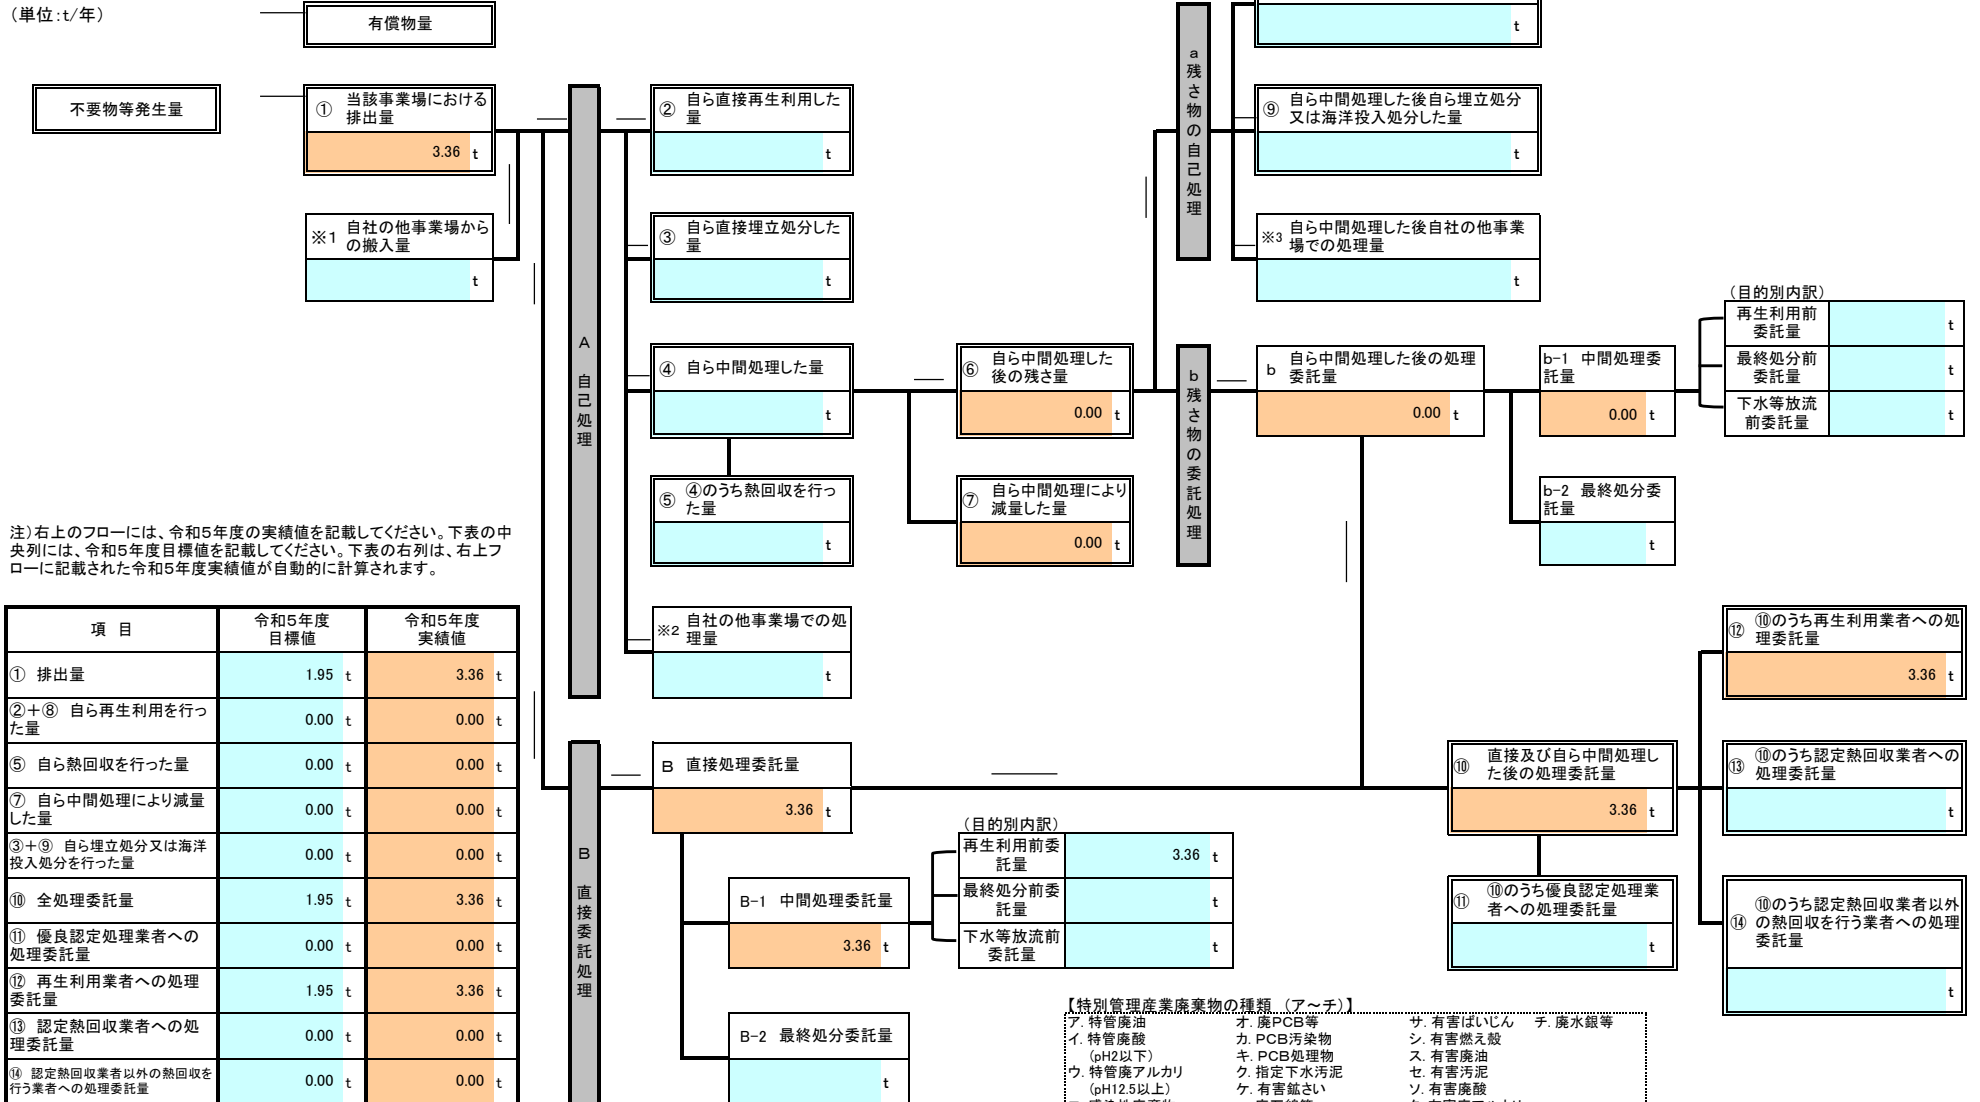 (単位:t/年)
有償物量
不要物等発生量
① 当該事業場における
排出量
3.36 t
※1 自社の他事業場から
の搬入量
t
A 自己処理
② 自ら直接再生利用した
量
t
③ 自ら直接埋立処分した
量
t
④ 自ら中間処理した量
t
⑤ ④のうち熱回収を行っ
た量
t
※2 自社の他事業場での処
理量
t
⑥ 自ら中間処理した
後の残さ量
0.00 t
⑦ 自ら中間処理により
減量した量
0.00 t
a残さ物の自己処理
t
⑨ 自ら中間処理した後自ら埋立処分
又は海洋投入処分した量
t
※3 自ら中間処理した後自社の他事業
場での処理量
t
b残さ物の委託処理
b 自ら中間処理した後の処理
委託量
0.00 t
b-1 中間処理委
託量
0.00 t
(目的別内訳)
再生利用前
委託量
t
最終処分前
委託量
t
下水等放流
前委託量
t
b-2 最終処分委
託量
t
注)右上のフローには、令和5年度の実績値を記載してください。下表の中
央列には、令和5年度目標値を記載してください。下表の右列は、右上フ
ローに記載された令和5年度実績値が自動的に計算されます。
項 目 令和5年度 目標値 令和5年度 実績値
① 排出量 1.95 t 3.36 t
②+⑧ 自ら再生利用を行っ
た量 0.00 t 0.00 t
⑤ 自ら熱回収を行った量 0.00 t 0.00 t
⑦ 自ら中間処理により減量
した量 0.00 t 0.00 t
③+⑨ 自ら埋立処分又は海洋
投入処分を行った量 0.00 t 0.00 t
⑩ 全処理委託量 1.95 t 3.36 t
⑪ 優良認定処理業者への
処理委託量 0.00 t 0.00 t
⑫ 再生利用業者への処理
委託量 1.95 t 3.36 t
⑬ 認定熱回収業者への処
理委託量 0.00 t 0.00 t
⑭ 認定熱回収業者以外の熱回収を
行う業者への処理委託量 0.00 t 0.00 t
B 直接委託処理
B 直接処理委託量
3.36 t
B-1 中間処理委託量
3.36 t
(目的別内訳)
再生利用前委
託量
3.36 t
最終処分前委
託量
t
下水等放流前
委託量
t
B-2 最終処分委託量
t
⑩ 直接及び自ら中間処理し
た後の処理委託量
3.36 t
⑪ ⑩のうち優良認定処理業
者への処理委託量
t
⑫ ⑩のうち再生利用業者への処
理委託量
3.36 t
⑬ ⑩のうち認定熱回収業者への
処理委託量
t
⑭ ⑩のうち認定熱回収業者以外
の熱回収を行う業者への処理
委託量
t
【特別管理産業廃棄物の種類 (ア~チ)】
ア. 特管廃油 オ. 廃PCB等 サ. 有害ばいじん チ. 廃水銀等
イ. 特管廃酸 カ. PCB汚染物 シ. 有害燃え殻
(pH2以下) キ. PCB処理物 ス. 有害廃油
ウ. 特管廃アルカリ ク. 指定下水汚泥 セ. 有害汚泥
(pH12.5以上) ケ. 有害鉱さい ソ. 有害廃酸